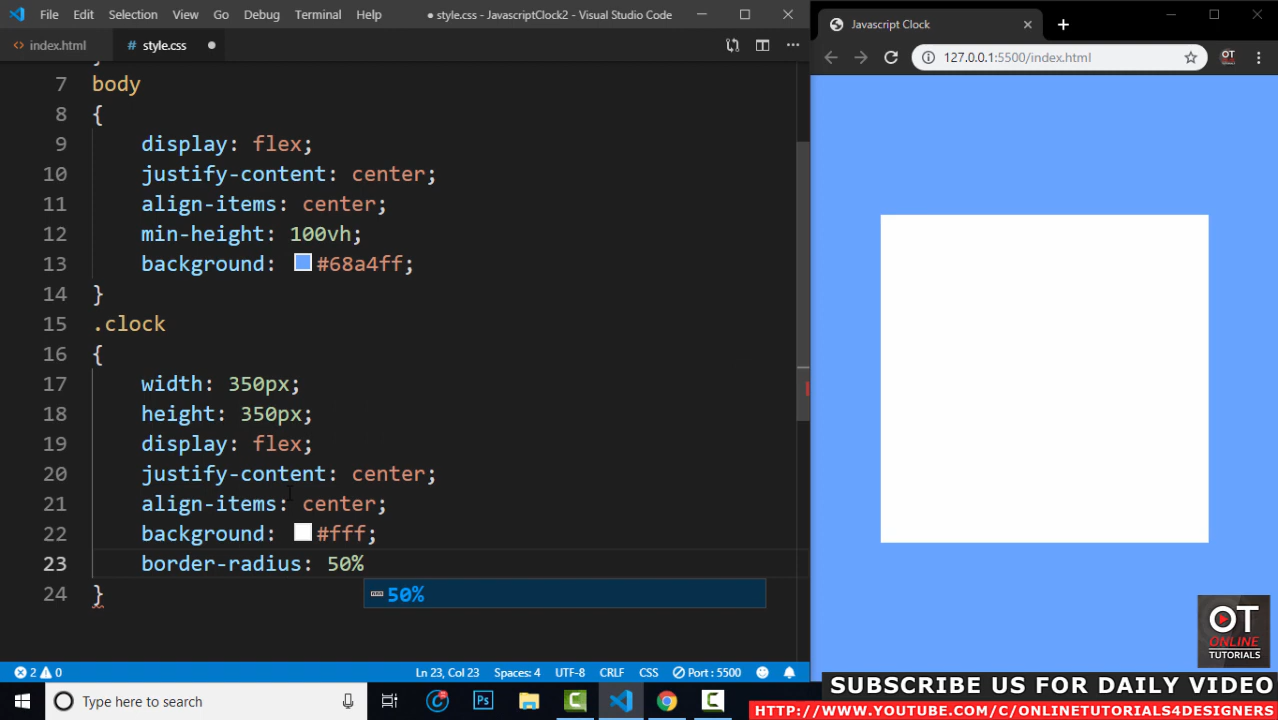 File Edit Selection View Go Debug Terminal Help ● style.css - JavascriptClock2 - Visual Studio Code
Javascript Clock
<> index.html # style.css ●
127.0.0.1:5500/index.html
OT
7 body
8 {
9 display: flex;
10 justify-content: center;
11 align-items: center;
12 min-height: 100vh;
13 background: #68a4ff;
14 }
15 .clock
16 {
17 width: 350px;
18 height: 350px;
19 display: flex;
20 justify-content: center;
21 align-items: center;
22 background: #fff;
23 border-radius: 50%
24 }
50%
OT
ONLINE
TUTORIALS
2 0 Ln 23, Col 23 Spaces: 4 UTF-8 CRLF CSS Port : 5500
Type here to search
Ps
SUBSCRIBE US FOR DAILY VIDEO
HTTP://WWW.YOUTUBE.COM/C/ONLINETUTORIALS4DESIGNERS